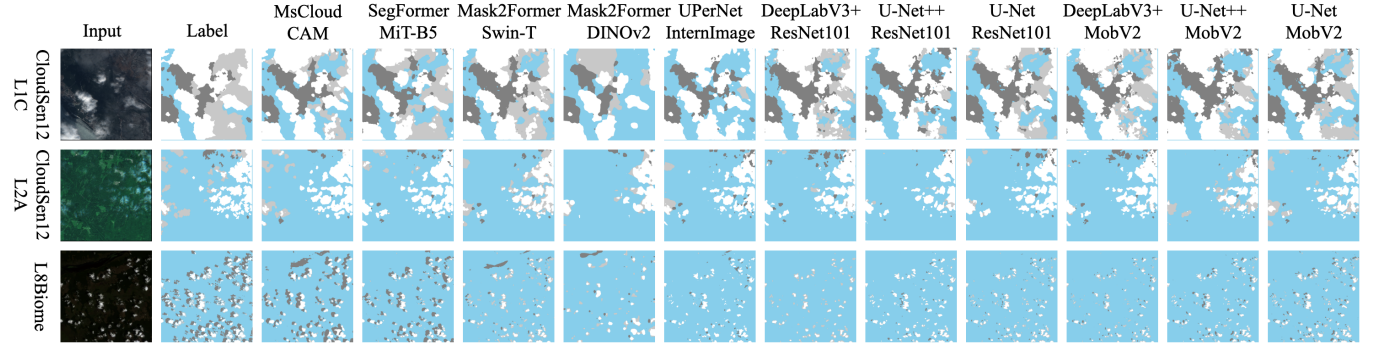 Input
Label
MsCloud
CAM
SegFormer
MiT-B5
Mask2Former
Swin-T
Mask2Former
DINOv2
UPerNet
InternImage
DeepLabV3+
ResNet101
U-Net++
ResNet101
U-Net
ResNet101
DeepLabV3+
MobV2
U-Net++
MobV2
U-Net
MobV2
CloudSen12
L1C
CloudSen12
L2A
L8Biome